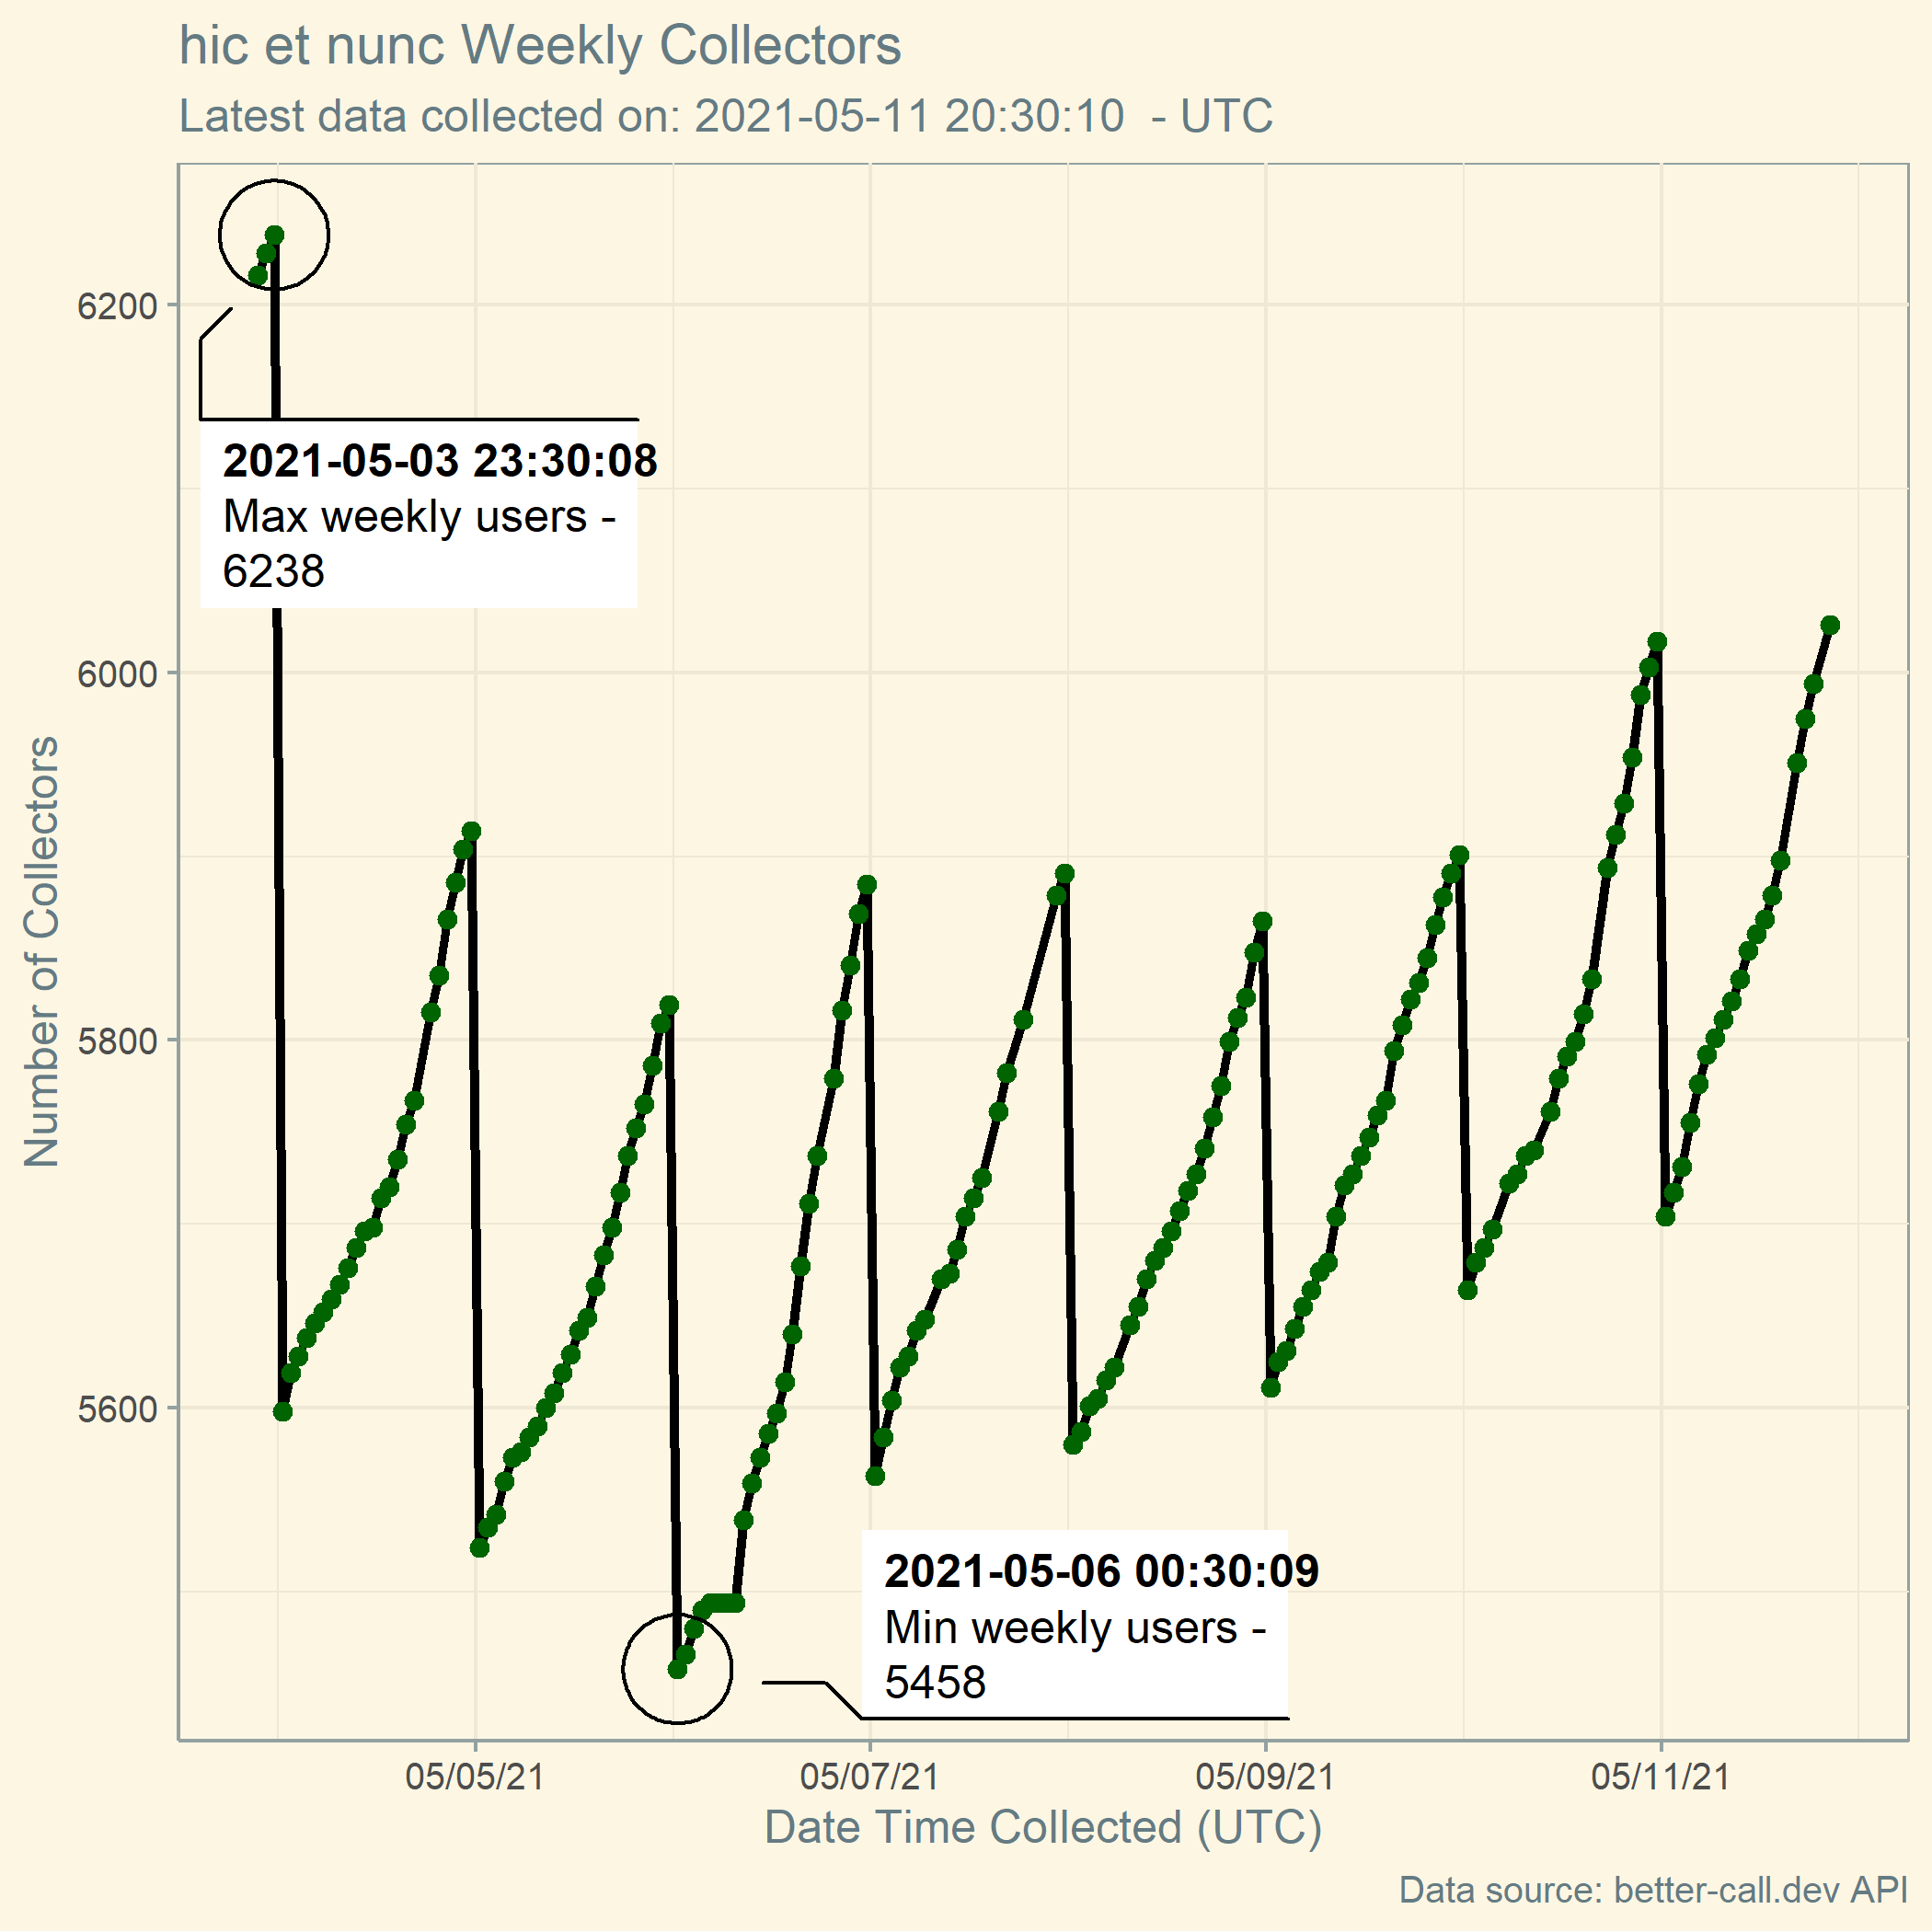 hic et nunc Weekly Collectors
Latest data collected on: 2021-05-11 20:30:10  - UTC
Number of Collectors
6200
6000
5800
5600
2021-05-03 23:30:08
Max weekly users -
6238
2021-05-06 00:30:09
Min weekly users -
5458
05/05/21
05/07/21
05/09/21
05/11/21
Date Time Collected (UTC)
Data source: better-call.dev API